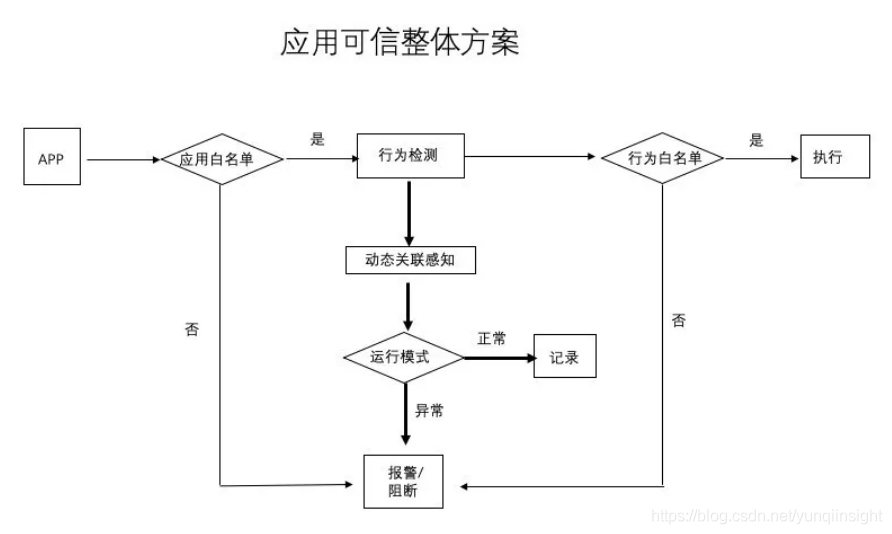 应用可信整体方案
APP
应用白名单
是
行为检测
行为白名单
是
执行
动态关联感知
否
运行模式
正常
记录
否
异常
报警/
阻断
https://blog.csdn.net/yunqiinsight